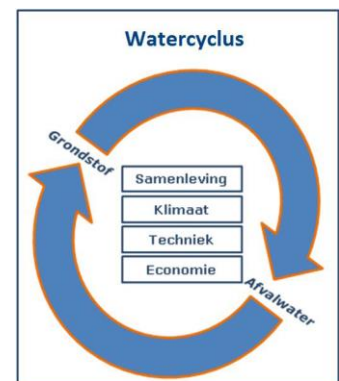 Watercyclus
Grondstof
Samenleving
Klimaat
Techniek
Economie
Afvalwater